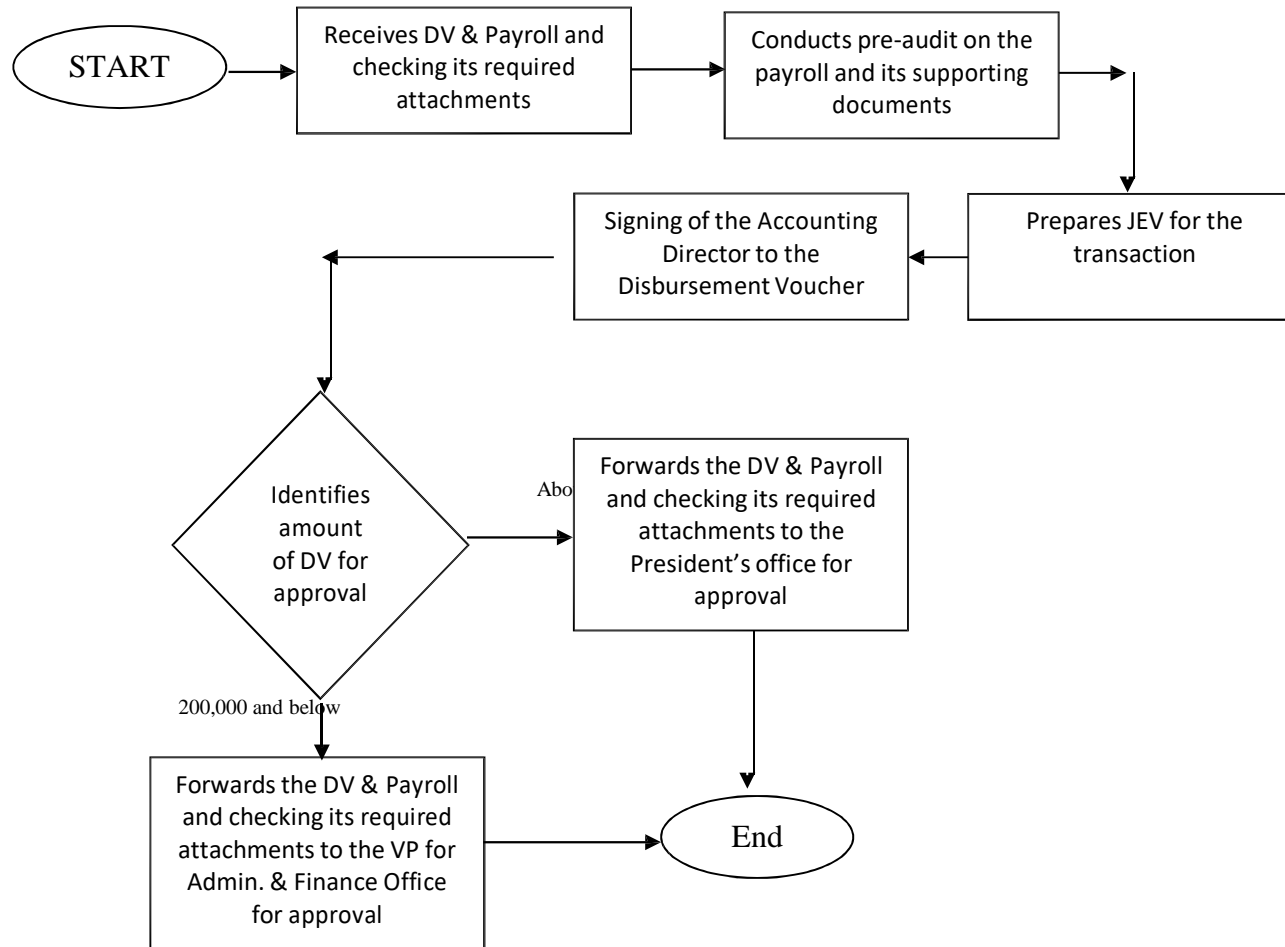 START
Receives DV & Payroll and
checking its required
attachments
Conducts pre-audit on the
payroll and its supporting
documents
Prepares JEV for the
transaction
Signing of the Accounting
Director to the
Disbursement Voucher
Identifies
amount
of DV for
approval
Abo
Forwards the DV & Payroll
and checking its required
attachments to the
President’s office for
approval
200,000 and below
Forwards the DV & Payroll
and checking its required
attachments to the VP for
Admin. & Finance Office
for approval
End